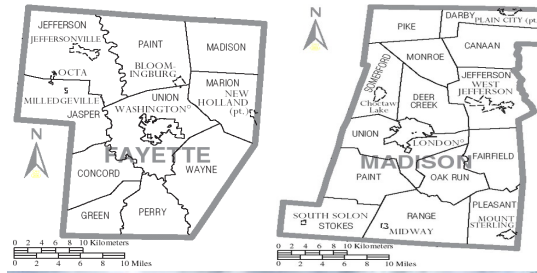 N
JEFFERSON
JEFFERSONVILLE
PAINT
MADISON
OCTA
BLOOM-
INGBURG
MILLEDGEVILLE
JASPER
UNION
WASHINGTON°
MARION
NEW
HOLLAND
(pt.)
N
FAYETTE
WAYNE
CONCORD
GREEN
PERRY
0 2 4 6 8 10 Kilometers
0 2 4 6 8 10 Miles
N
PIKE
DARBY
PLAIN CITY (pt
MONROE
CANAAN
SOMERFORD
Choctaw
Lake
DEER
CREEK
JEFFERSON
WEST
JEFFERSON
UNION
LONDON°
MADISON
FAIRFIELD
PAINT
OAK RUN
PLEASANT
SOUTH SOLON
STOKES
RANGE
MIDWAY
MOUNT
STERLING
0 2 4 6 8 10 Kilometers
0 2 4 6 8 10 Miles